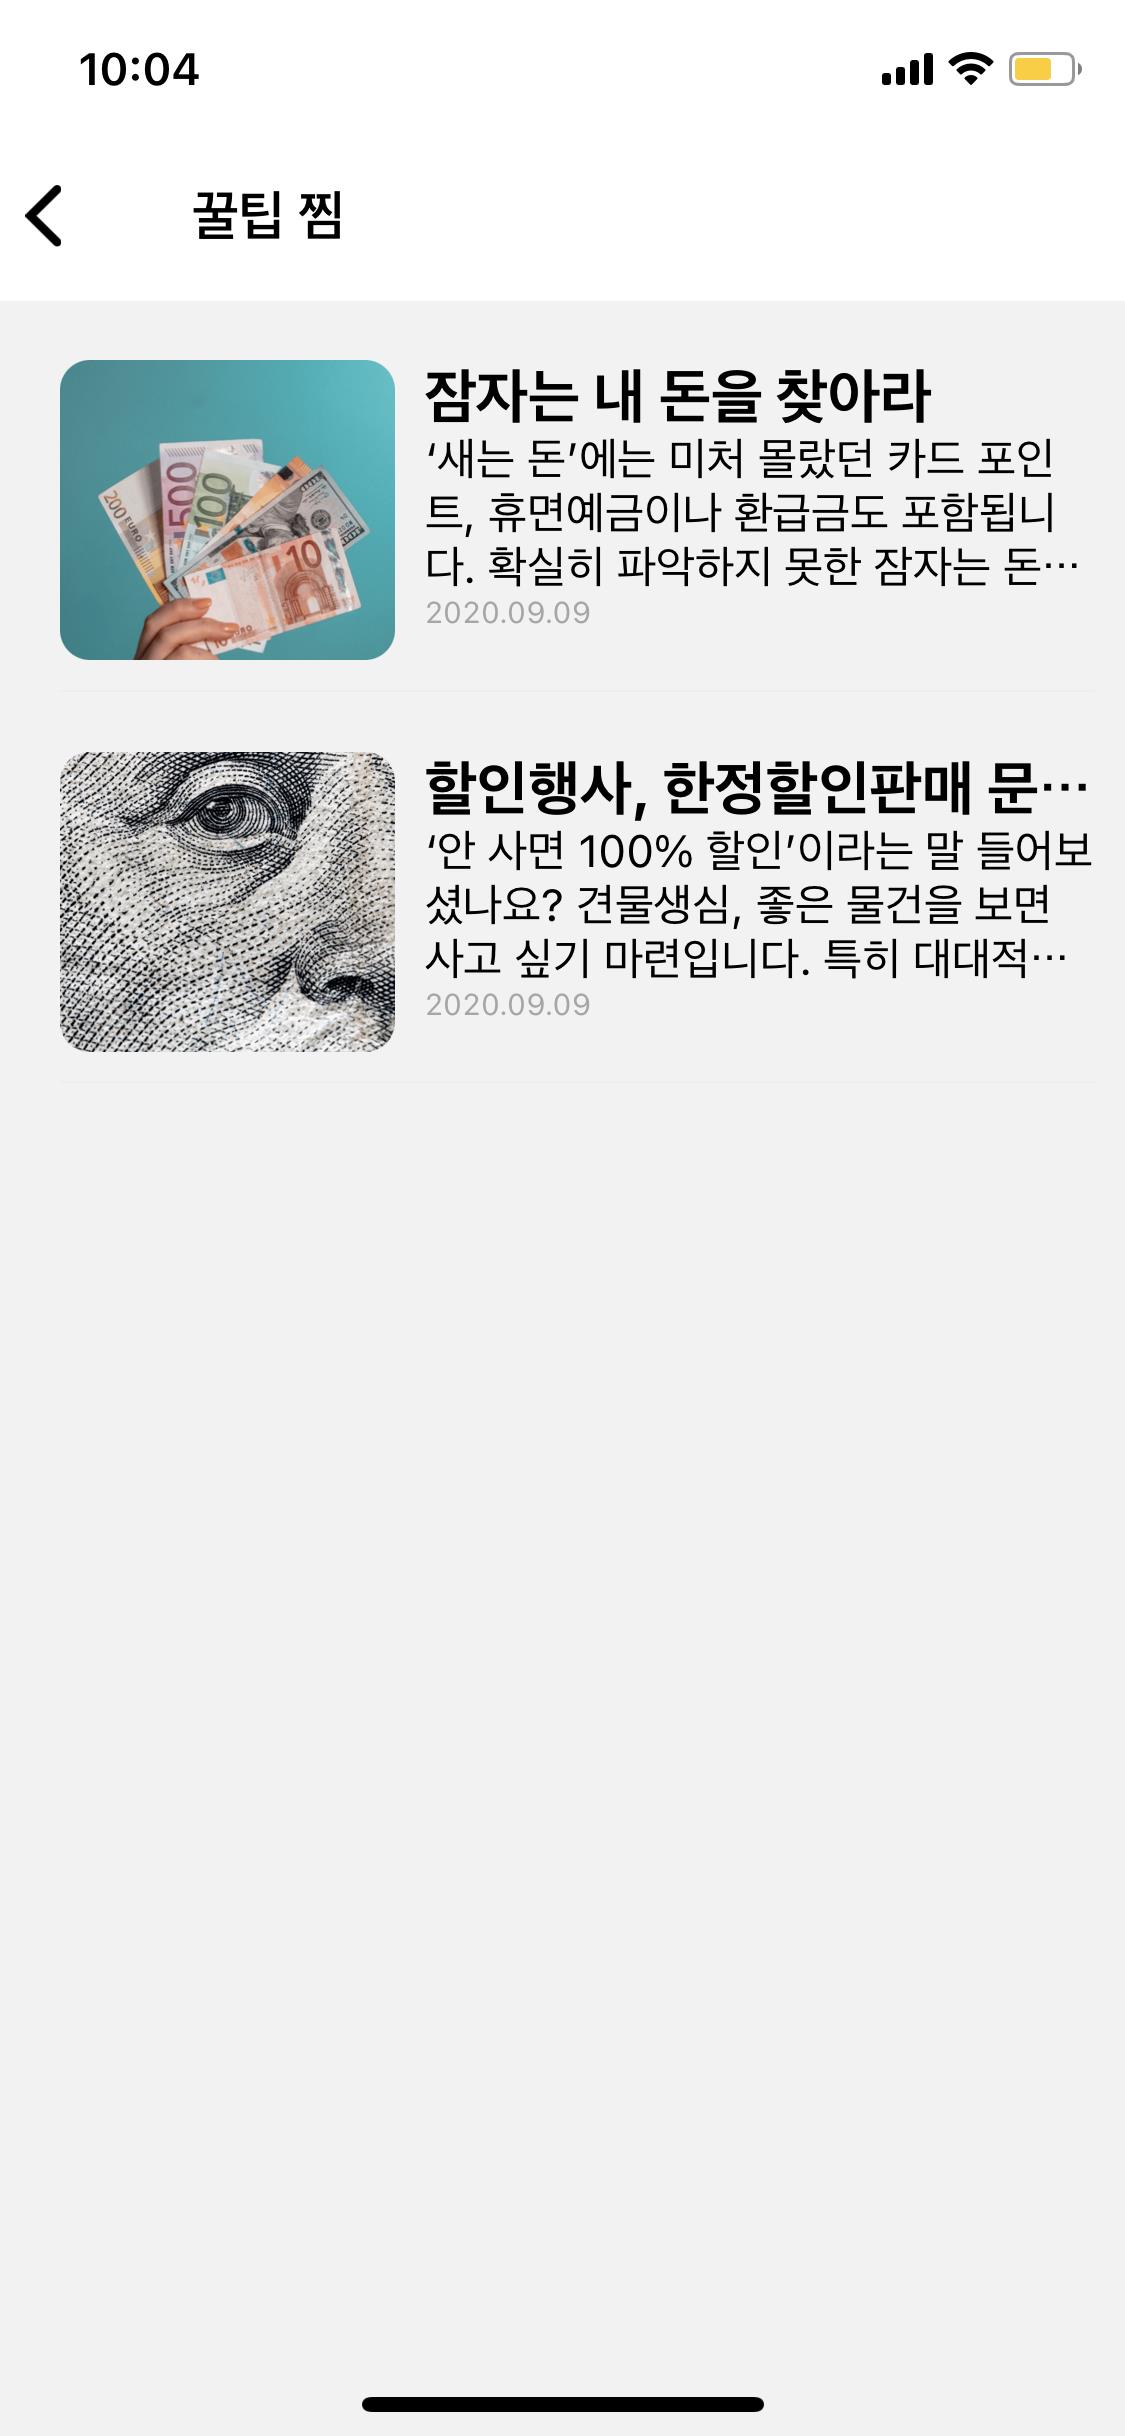 10:04
꿀팁 찜
잠자는 내 돈을 찾아라
‘새는 돈’에는 미처 몰랐던 카드 포인
트, 휴면예금이나 환급금도 포함됩니
다. 확실히 파악하지 못한 잠자는 돈…
2020.09.09
200 EURO
500
100
10
10 EURO
할인행사, 한정할인판매 문…
‘안 사면 100% 할인’이라는 말 들어보
셨나요? 견물생심, 좋은 물건을 보면
사고 싶기 마련입니다. 특히 대대적…
2020.09.09